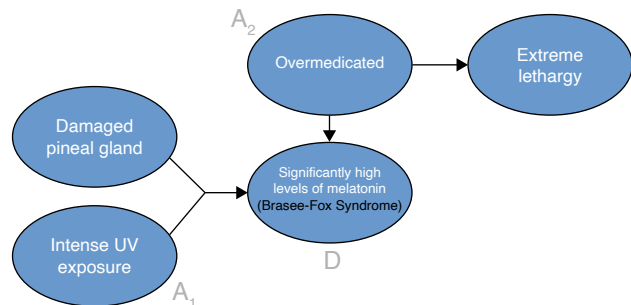 A2
Overmedicated
Extreme
lethargy
Damaged
pineal gland
Significantly high
levels of melatonin
(Brasee-Fox Syndrome)
Intense UV
exposure
D
A1